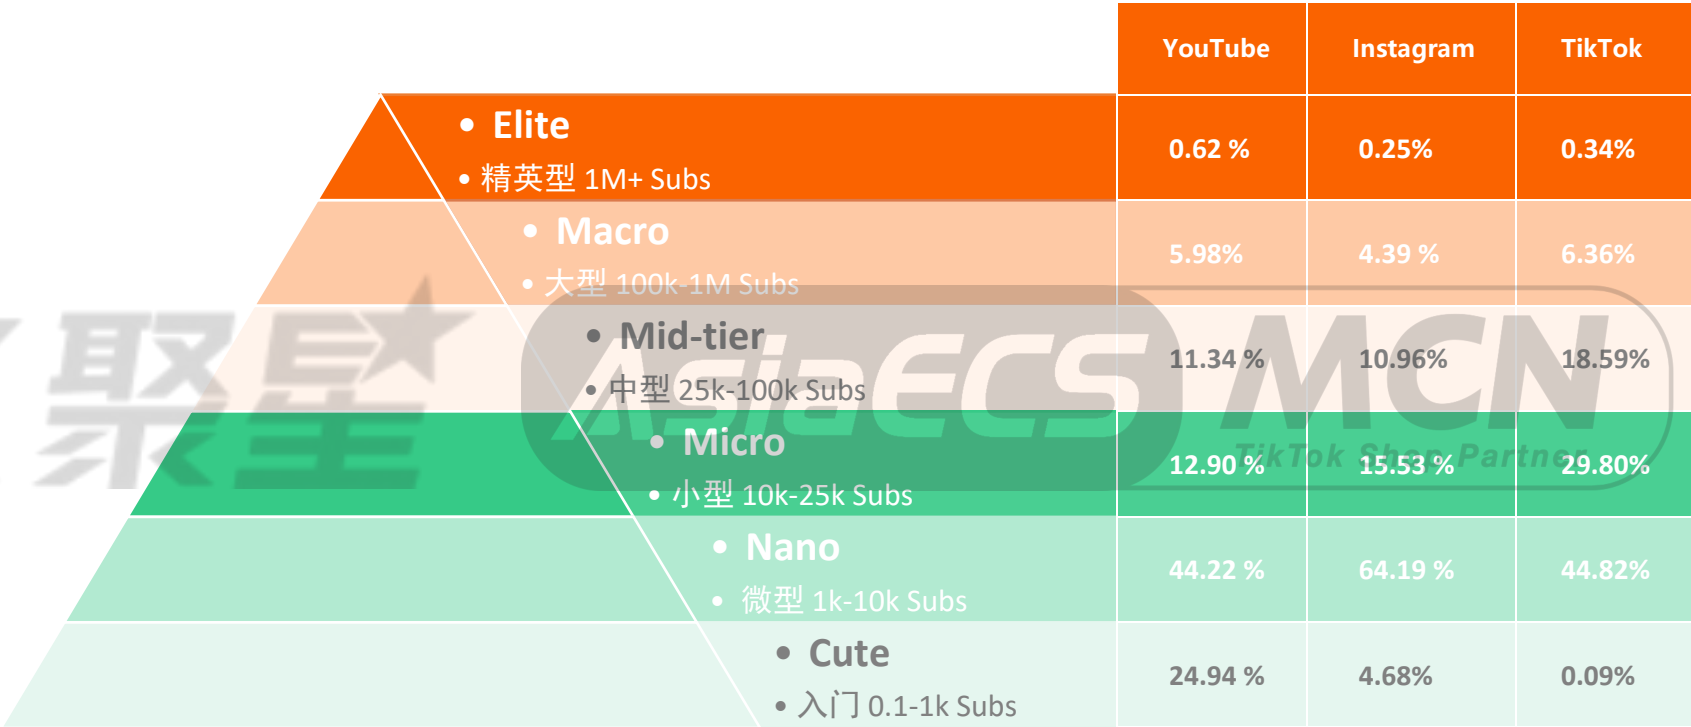 YouTube Instagram TikTok
• Elite
• 精英型 1M+ Subs
0.62 % 0.25% 0.34%
• Macro
• 大型 100k-1M Subs
5.98% 4.39 % 6.36%
• Mid-tier
• 中型 25k-100k Subs
11.34 % 10.96% 18.59%
• Micro
• 小型 10k-25k Subs
12.90 % 15.53 % 29.80%
• Nano
• 微型 1k-10k Subs
44.22 % 64.19 % 44.82%
• Cute
• 入门 0.1-1k Subs
24.94 % 4.68% 0.09%
聚星
AsiaECS MCN
TikTok Shop Partner